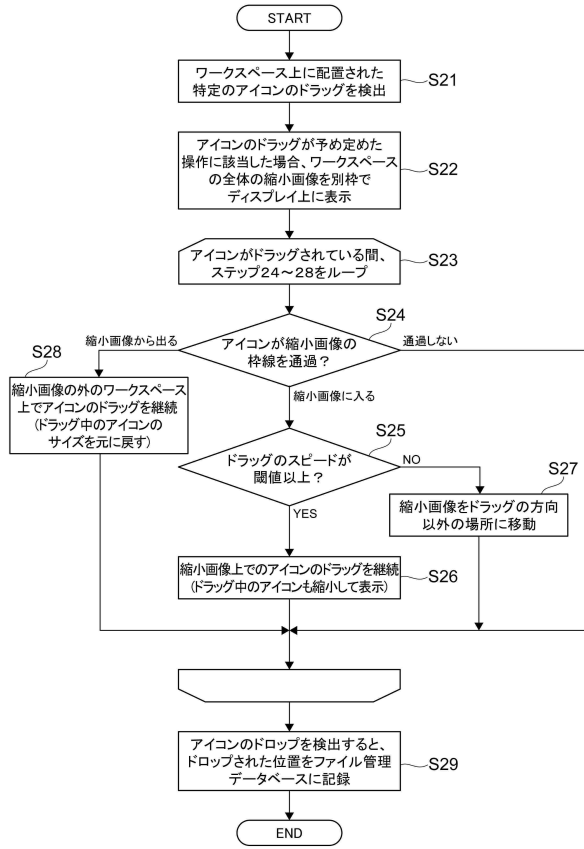 START
ワークスペース上に配置された
特定のアイコンのドラッグを検出
S21
アイコンのドラッグが予め定めた
操作に該当した場合、ワークスペース
の全体の縮小画像を別枠で
ディスプレイ上に表示
S22
アイコンがドラッグされている間、
ステップ24～28をループ
S23
S24
アイコンが縮小画像の
枠線を通過？
縮小画像から出る
通過しない
縮小画像に入る
S28
縮小画像の外のワークスペース
上でアイコンのドラッグを継続
(ドラッグ中のアイコンの
サイズを元に戻す)
S25
ドラッグのスピードが
閾値以上？
NO
YES
S27
縮小画像をドラッグの方向
以外の場所に移動
縮小画像上でのアイコンのドラッグを継続
(ドラッグ中のアイコンも縮小して表示)
S26
アイコンのドロップを検出すると、
ドロップされた位置をファイル管理
データベースに記録
S29
END